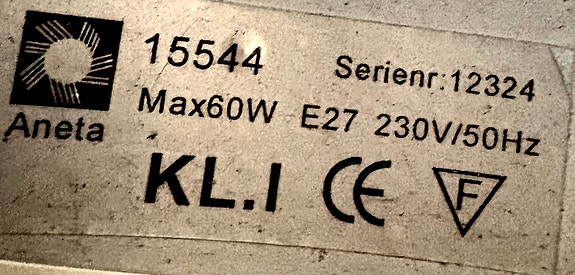 15544 Serienr:12324
Aneta Max60W E27 230V/50Hz
KL.I CE F